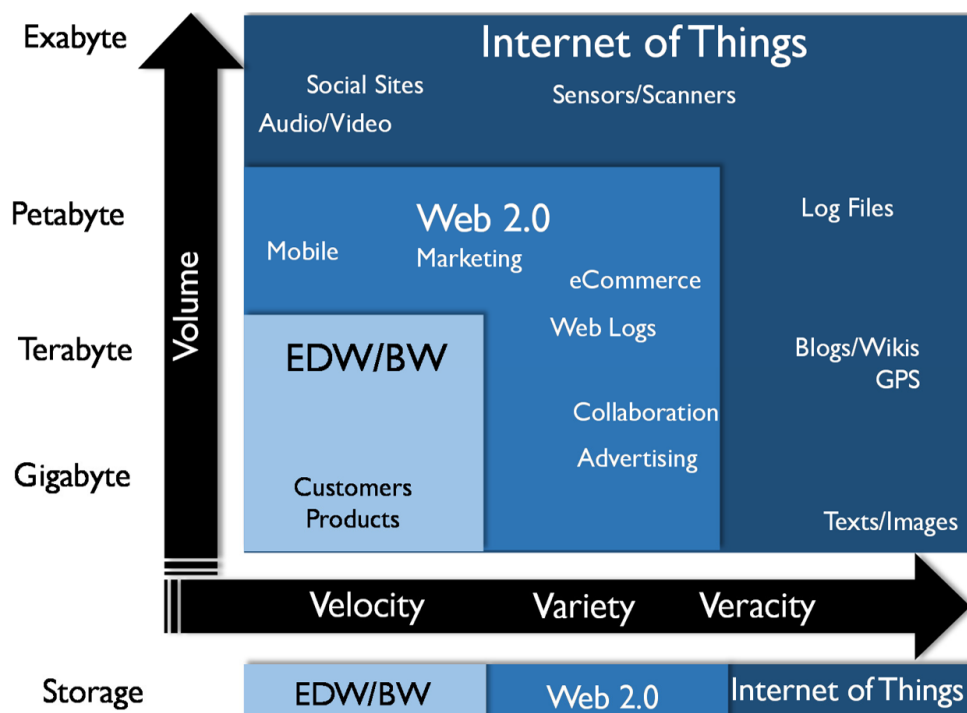 Exabyte
Internet of Things
Social Sites
Sensors/Scanners
Audio/Video
Petabyte
Web 2.0
Log Files
Mobile
Marketing
eCommerce
Volume
Web Logs
Terabyte
EDW/BW
Blogs/Wikis
GPS
Collaboration
Advertising
Gigabyte
Customers
Products
Texts/Images
Velocity
Variety
Veracity
Storage
EDW/BW
Web 2.0
Internet of Things